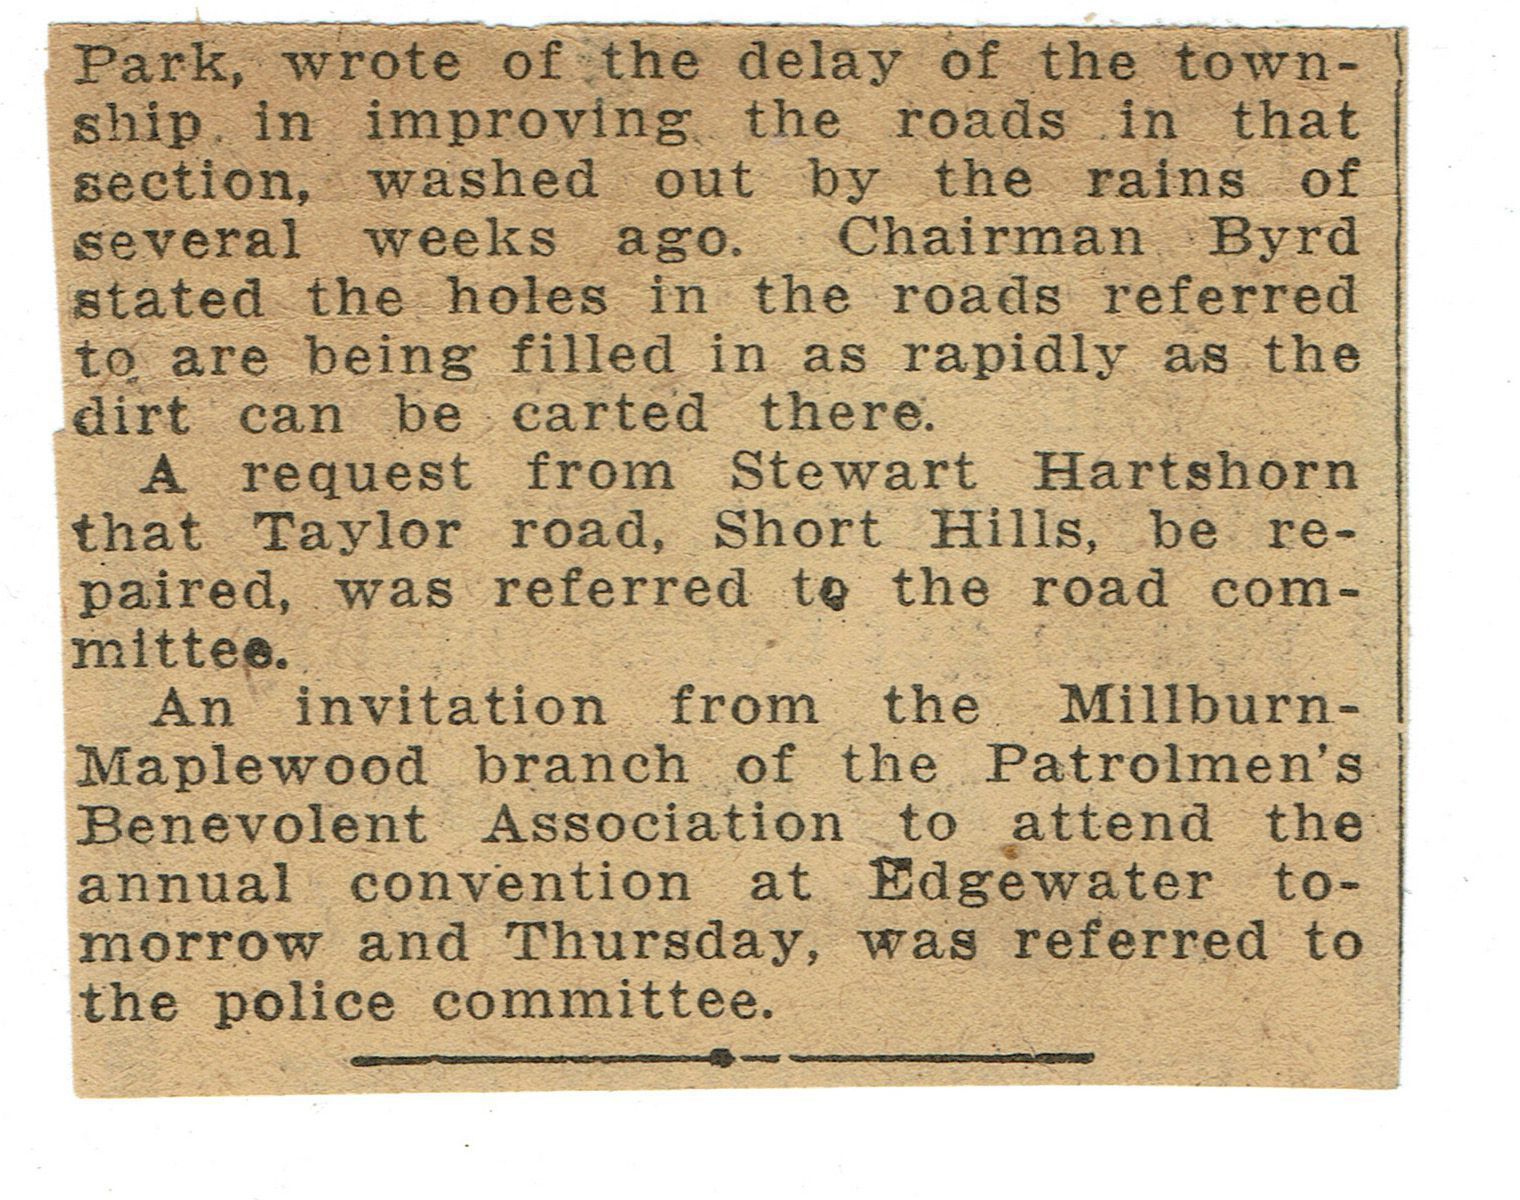 Park, wrote of the delay of the town-
ship in improving the roads in that
section, washed out by the rains of
several weeks ago. Chairman Byrd
stated the holes in the roads referred
to are being filled in as rapidly as the
dirt can be carted there.
A request from Stewart Hartshorn
that Taylor road, Short Hills, be re-
paired, was referred to the road com-
mittee.
An invitation from the Millburn-
Maplewood branch of the Patrolmen's
Benevolent Association to attend the
annual convention at Edgewater to-
morrow and Thursday, was referred to
the police committee.